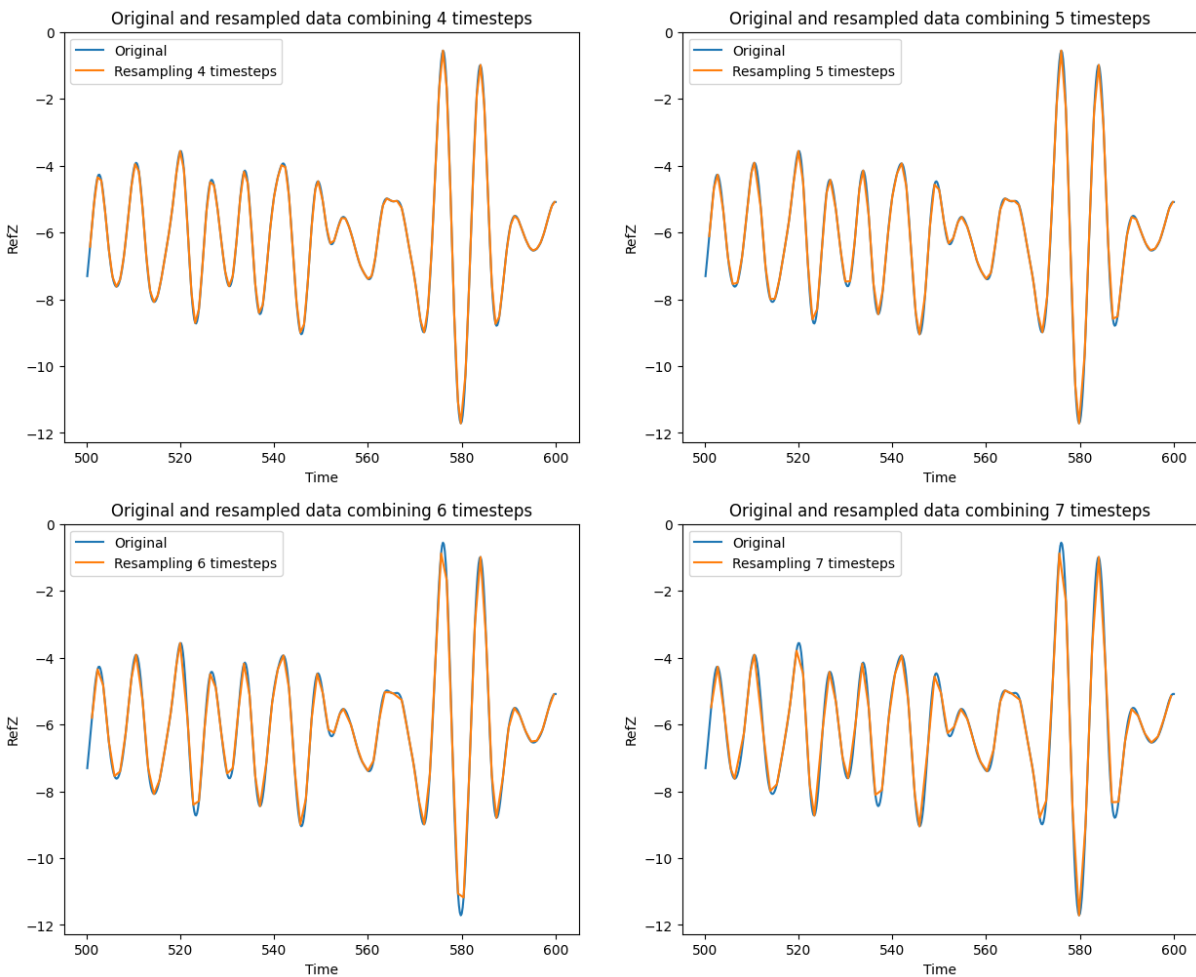 Original and resampled data combining 4 timesteps
Original
Resampling 4 timesteps
0
−2
−4
−6
−8
−10
−12
RefZ
500 520 540 560 580 600
Time
Original and resampled data combining 5 timesteps
Original
Resampling 5 timesteps
0
−2
−4
−6
−8
−10
−12
RefZ
500 520 540 560 580 600
Time
Original and resampled data combining 6 timesteps
Original
Resampling 6 timesteps
0
−2
−4
−6
−8
−10
−12
RefZ
500 520 540 560 580 600
Time
Original and resampled data combining 7 timesteps
Original
Resampling 7 timesteps
0
−2
−4
−6
−8
−10
−12
RefZ
500 520 540 560 580 600
Time